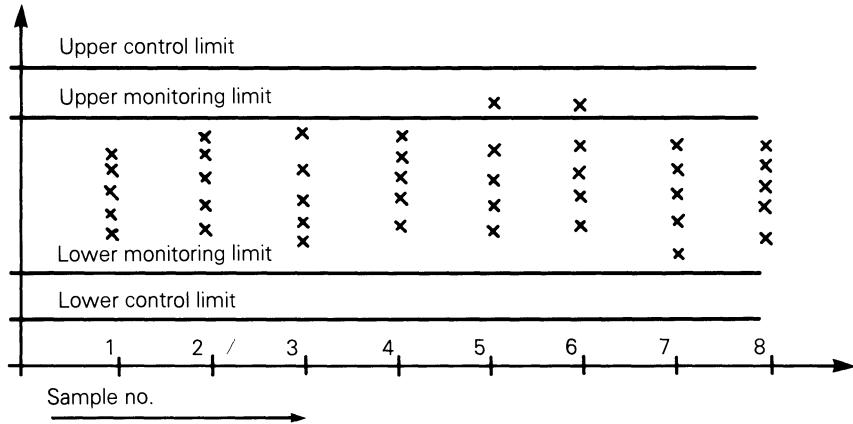 Upper control limit
Upper monitoring limit
Lower monitoring limit
Lower control limit
1 2 / 3 4 5 6 7 8
Sample no.